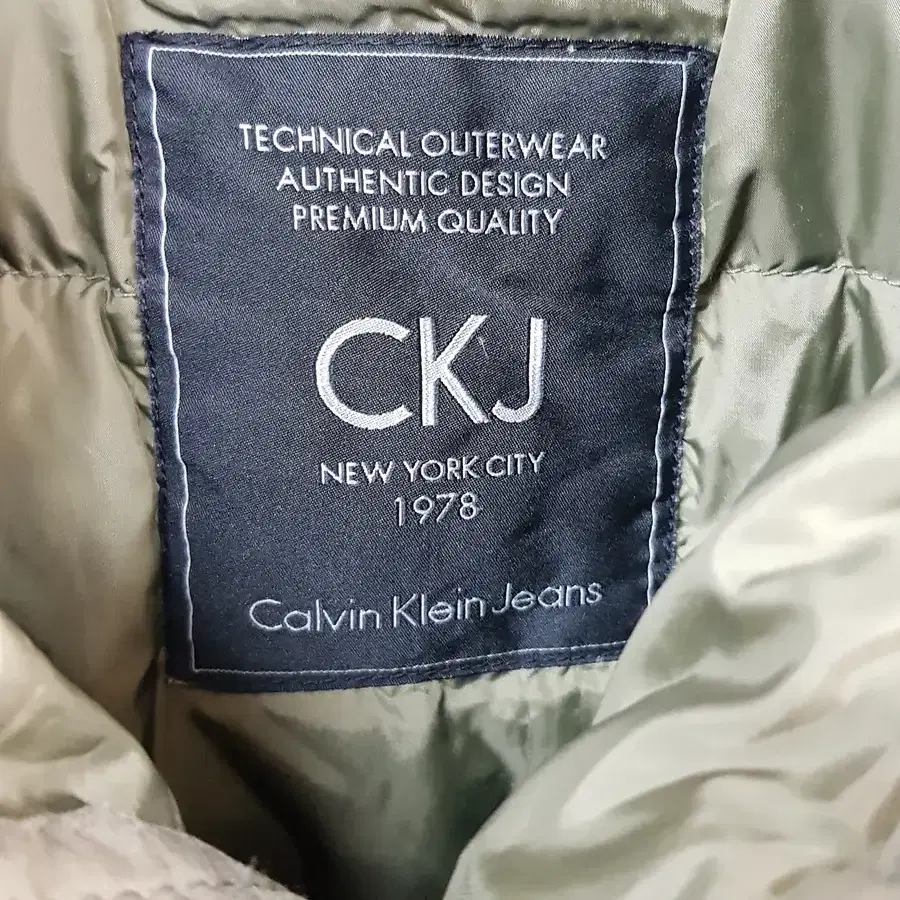 TECHNICAL OUTERWEAR
AUTHENTIC DESIGN
PREMIUM QUALITY
CKJ
NEW YORK CITY
1978
Calvin Klein Jeans